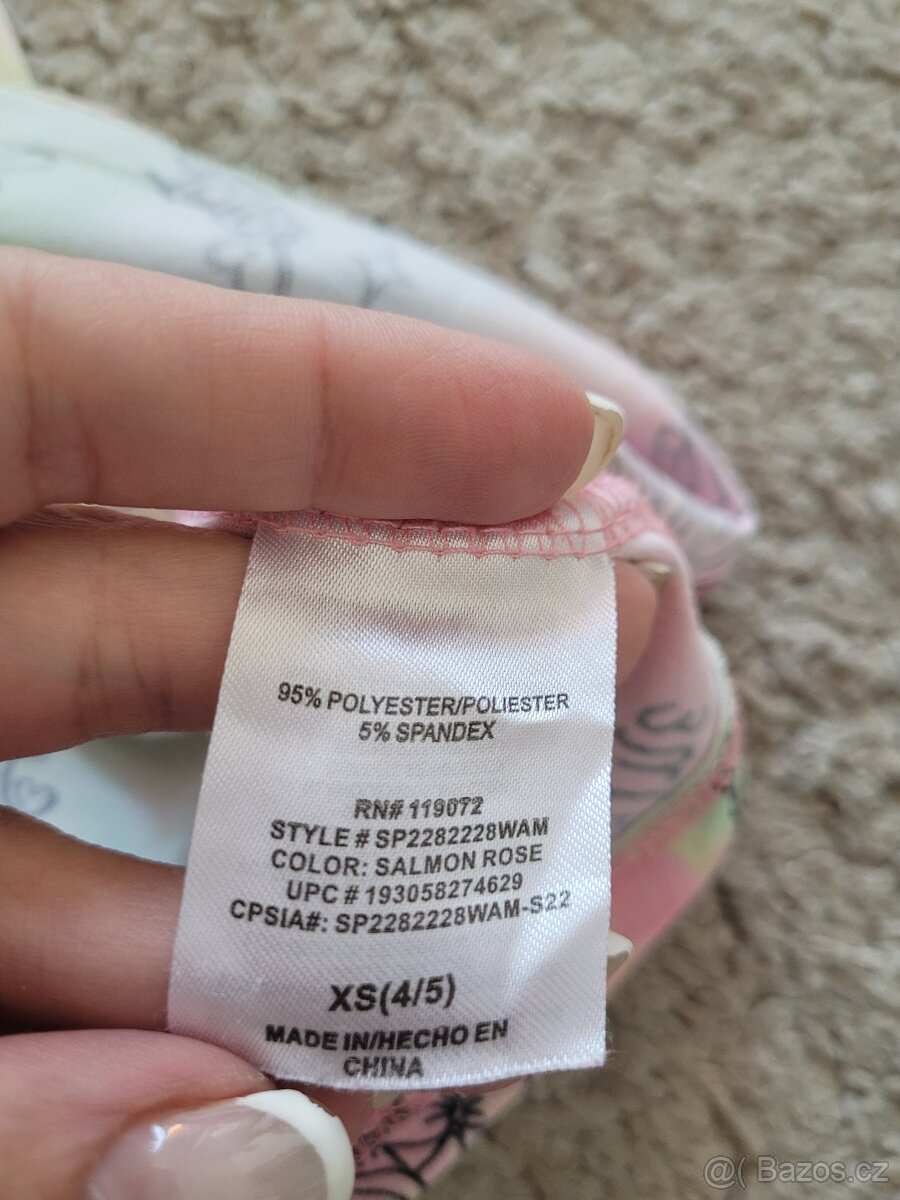 95% POLYESTER/POLIESTER
5% SPANDEX
RN# 119072
STYLE # SP2282228WAM
COLOR: SALMON ROSE
UPC # 193058274629
CPSIA#: SP2282228WAM-S22
XS(4/5)
MADE IN/HECHO EN
CHINA
@( Bazos.cz